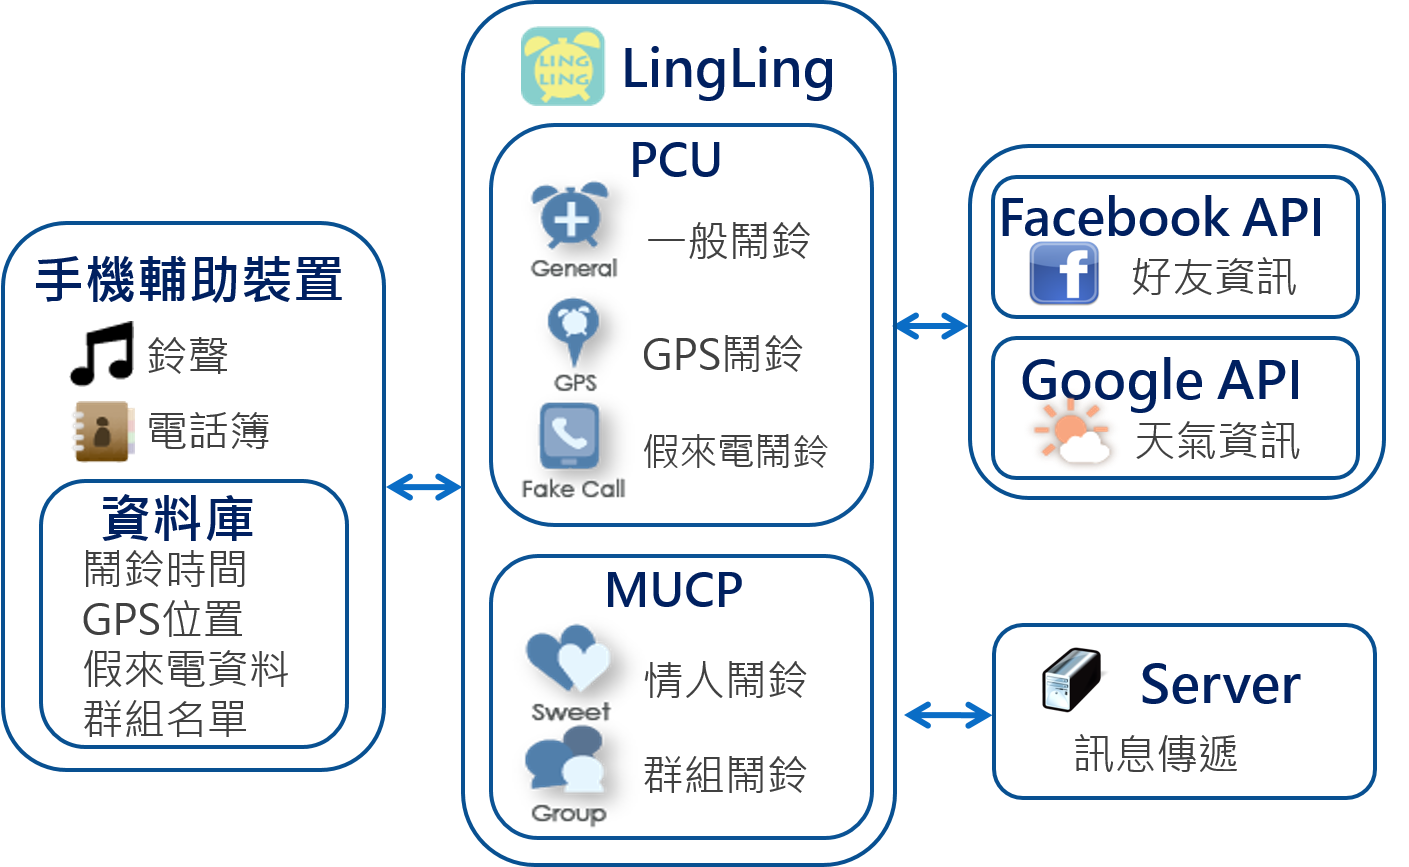 手機輔助裝置
鈴聲
電話簿
資料庫
鬧鈴時間
GPS位置
假來電資料
群組名單
LING
LING
LingLing
PCU
General
一般鬧鈴
GPS
GPS鬧鈴
Fake Call
假來電鬧鈴
MUCP
Sweet
情人鬧鈴
Group
群組鬧鈴
Facebook API
f
好友資訊
Google API
天氣資訊
Server
訊息傳遞